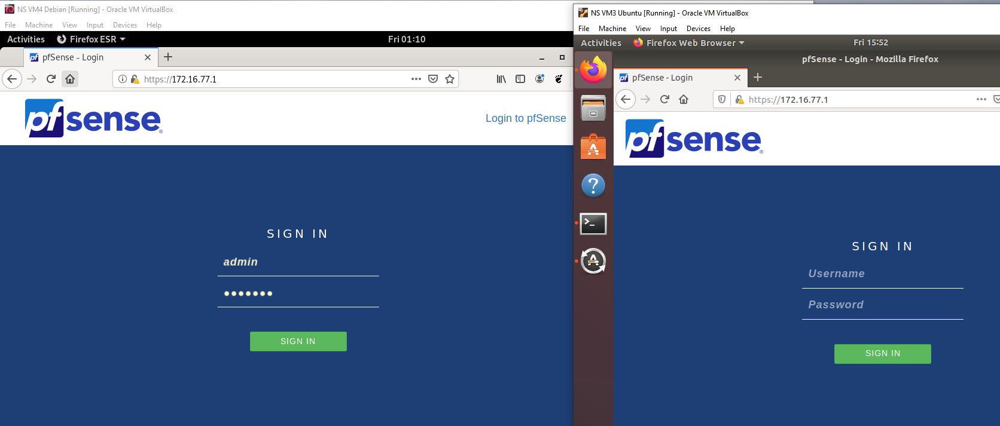 NS VM4 Debian [Running] - Oracle VM VirtualBox
File Machine View Input Devices Help
Activities Firefox ESR Fri 01:10
pfSense - Login
https://172.16.77.1
pfsense®
Login to pfSense
SIGN IN
admin
SIGN IN
NS VM3 Ubuntu [Running] - Oracle VM VirtualBox
File Machine View Input Devices Help
Activities Firefox Web Browser Fri 15:52
pfSense - Login - Mozilla Firefox
pfSense - Login
https://172.16.77.1
pfsense®
SIGN IN
Username
Password
SIGN IN